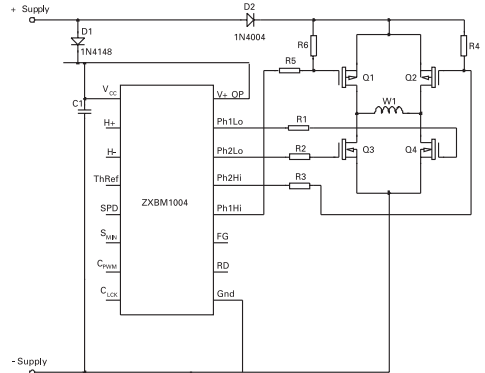 + Supply
D2
D1
1N4004
R6
R4
1N4148
R5
Q1
Q2
VCC
V+ OP
C1
W1
H+
Ph1Lo
R1
H-
Ph2Lo
R2
Q3
Q4
ThRef
Ph2Hi
R3
ZXBM1004
SPD
Ph1Hi
SMIN
FG
CPWM
RD
CLCK
Gnd
- Supply